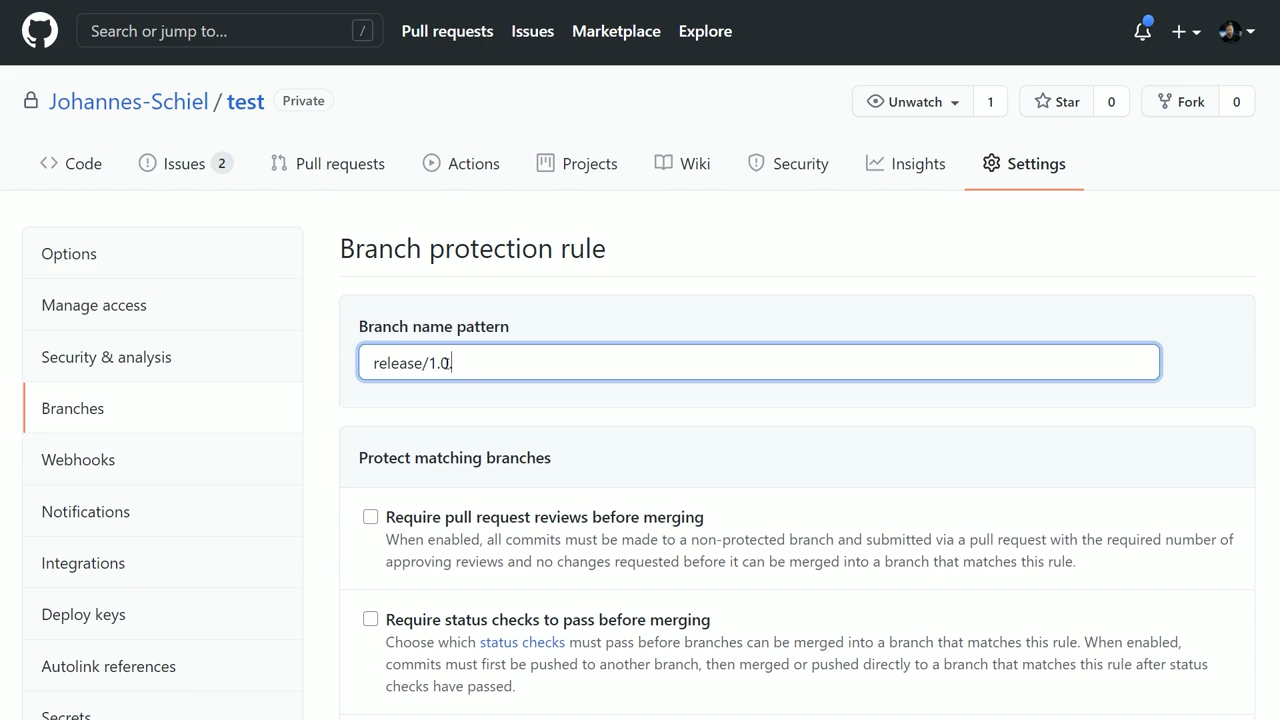 Search or jump to... /
Pull requests Issues Marketplace Explore
Johannes-Schiel / test Private
Unwatch 1 Star 0 Fork 0
Code Issues 2 Pull requests Actions Projects Wiki Security Insights Settings
Options
Manage access
Security & analysis
Branches
Webhooks
Notifications
Integrations
Deploy keys
Autolink references
Secrets
Branch protection rule
Branch name pattern
release/1.0.
Protect matching branches
Require pull request reviews before merging
When enabled, all commits must be made to a non-protected branch and submitted via a pull request with the required number of
approving reviews and no changes requested before it can be merged into a branch that matches this rule.
Require status checks to pass before merging
Choose which status checks must pass before branches can be merged into a branch that matches this rule. When enabled,
commits must first be pushed to another branch, then merged or pushed directly to a branch that matches this rule after status
checks have passed.